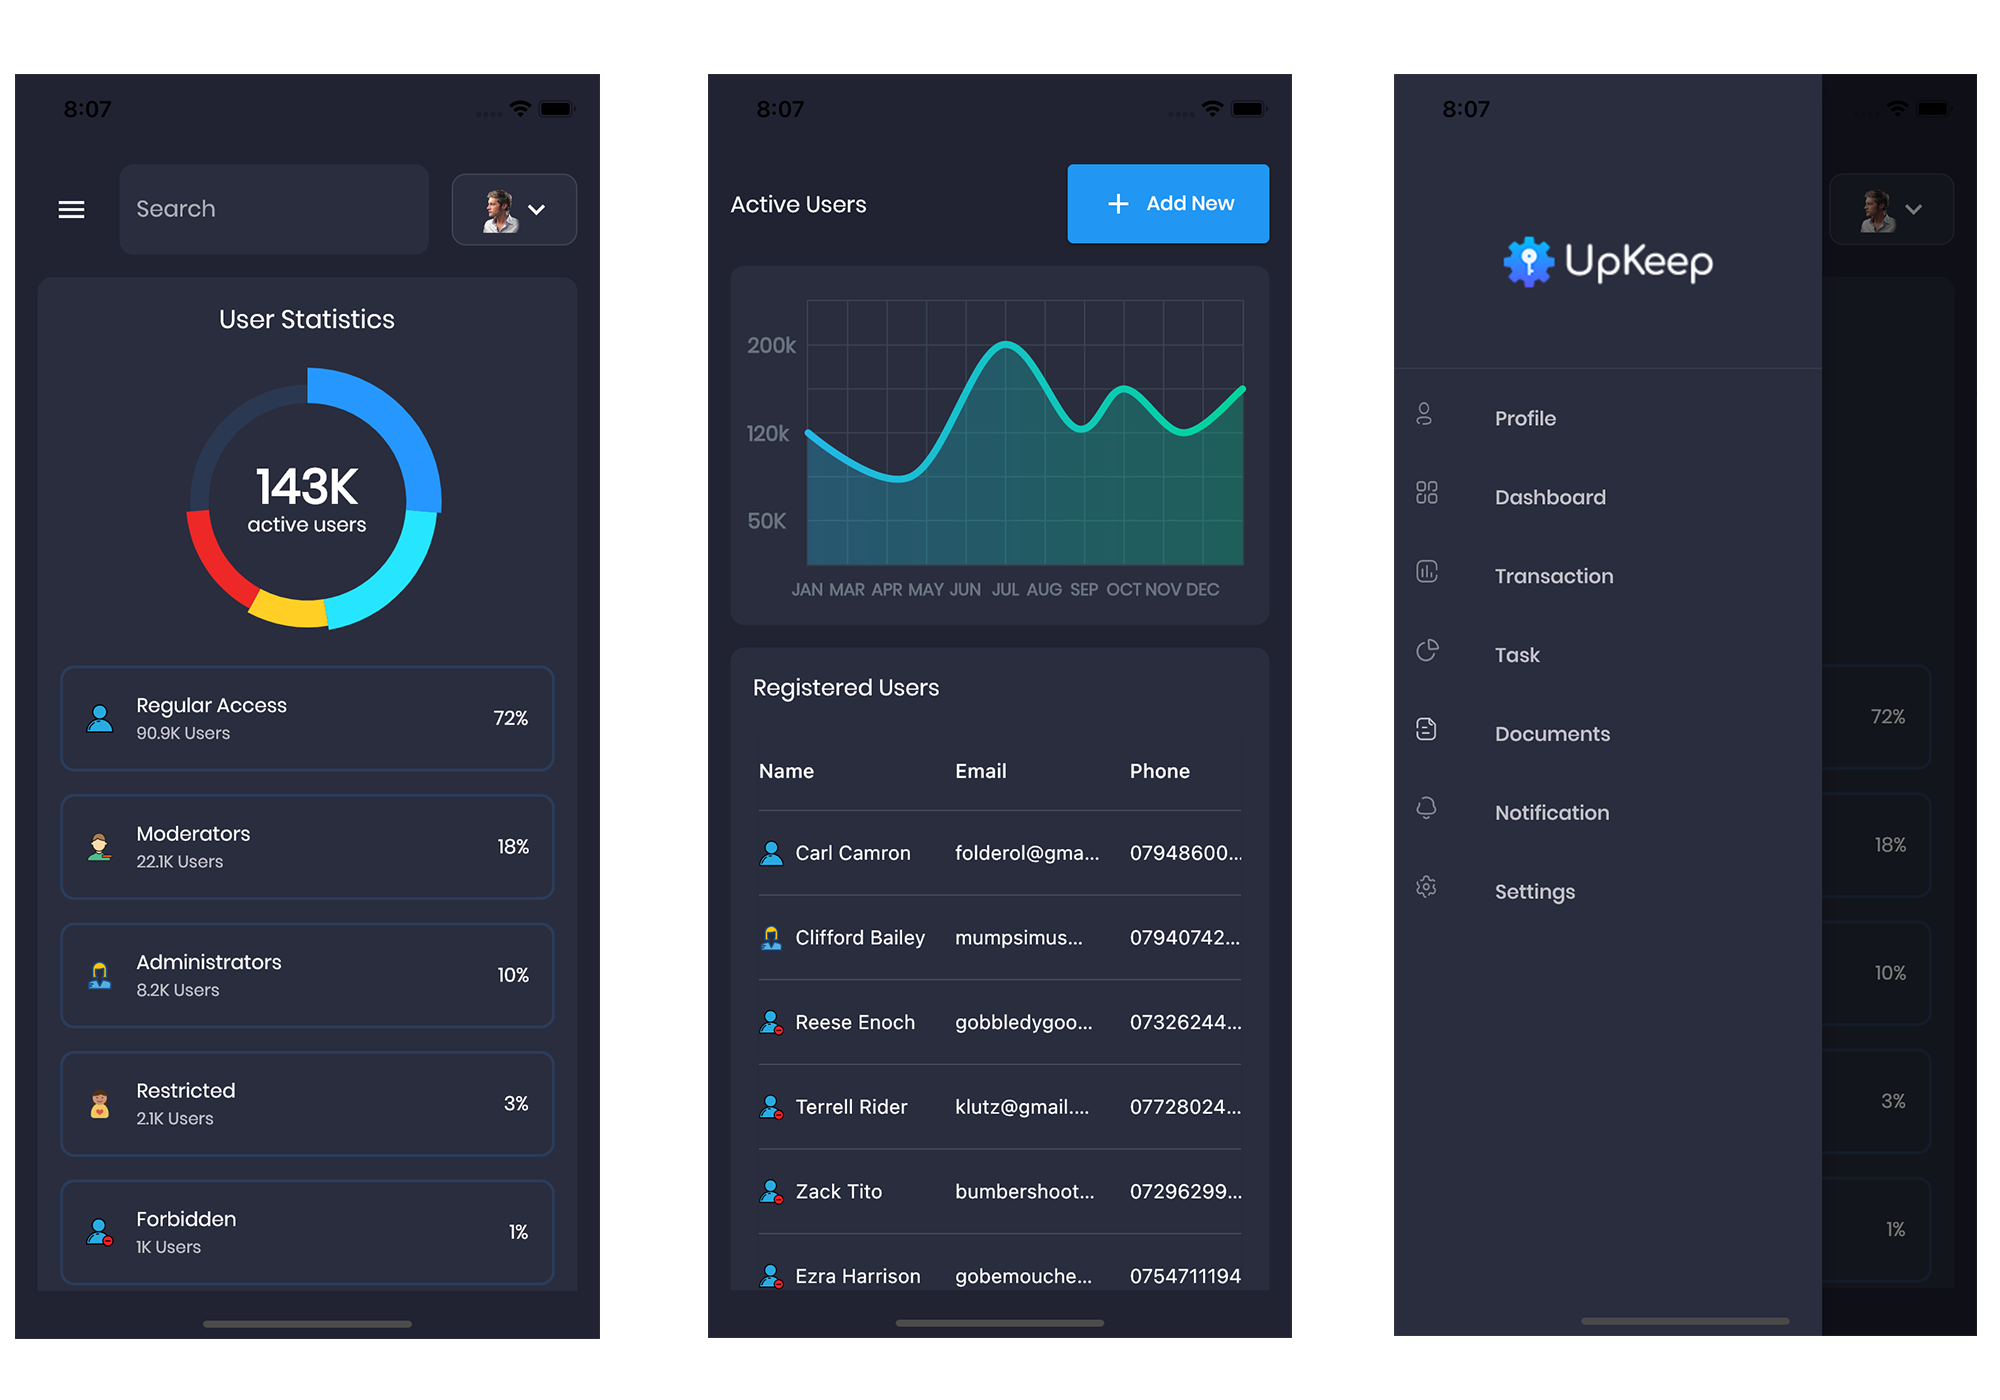 8:07
Search
User Statistics
143K
active users
Regular Access
90.9K Users
72%
Moderators
22.1K Users
18%
Administrators
8.2K Users
10%
Restricted
2.1K Users
3%
Forbidden
1K Users
1%
8:07
Active Users
+ Add New
200k
120k
50K
JAN MAR APR MAY JUN JUL AUG SEP OCT NOV DEC
Registered Users
Name Email Phone
Carl Camron folderol@gma... 07948600...
Clifford Bailey mumpsimus... 07940742...
Reese Enoch gobbledygoo... 07326244...
Terrell Rider klutz@gmail.... 07728024...
Zack Tito bumbershoot... 07296299...
Ezra Harrison gobemouche... 0754711194
8:07
UpKeep
Profile
Dashboard
Transaction
Task
Documents
Notification
Settings
72%
18%
10%
3%
1%